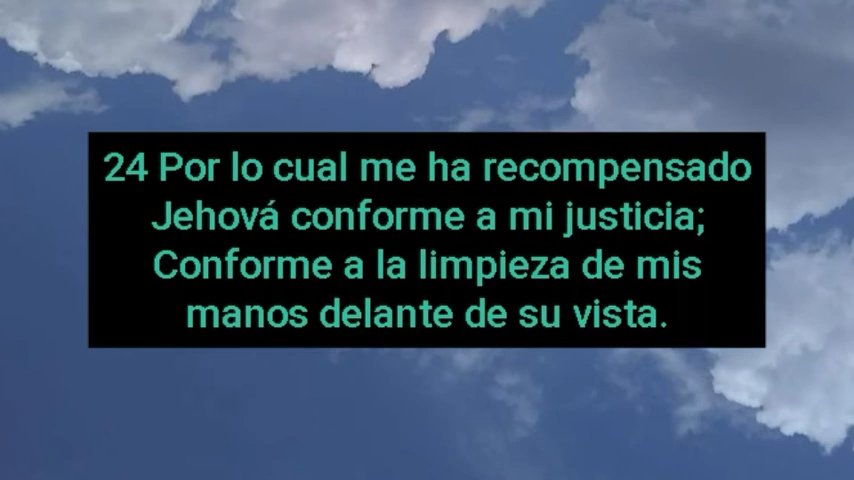 24 Por lo cual me ha recompensado
Jehová conforme a mi justicia;
Conforme a la limpieza de mis
manos delante de su vista.